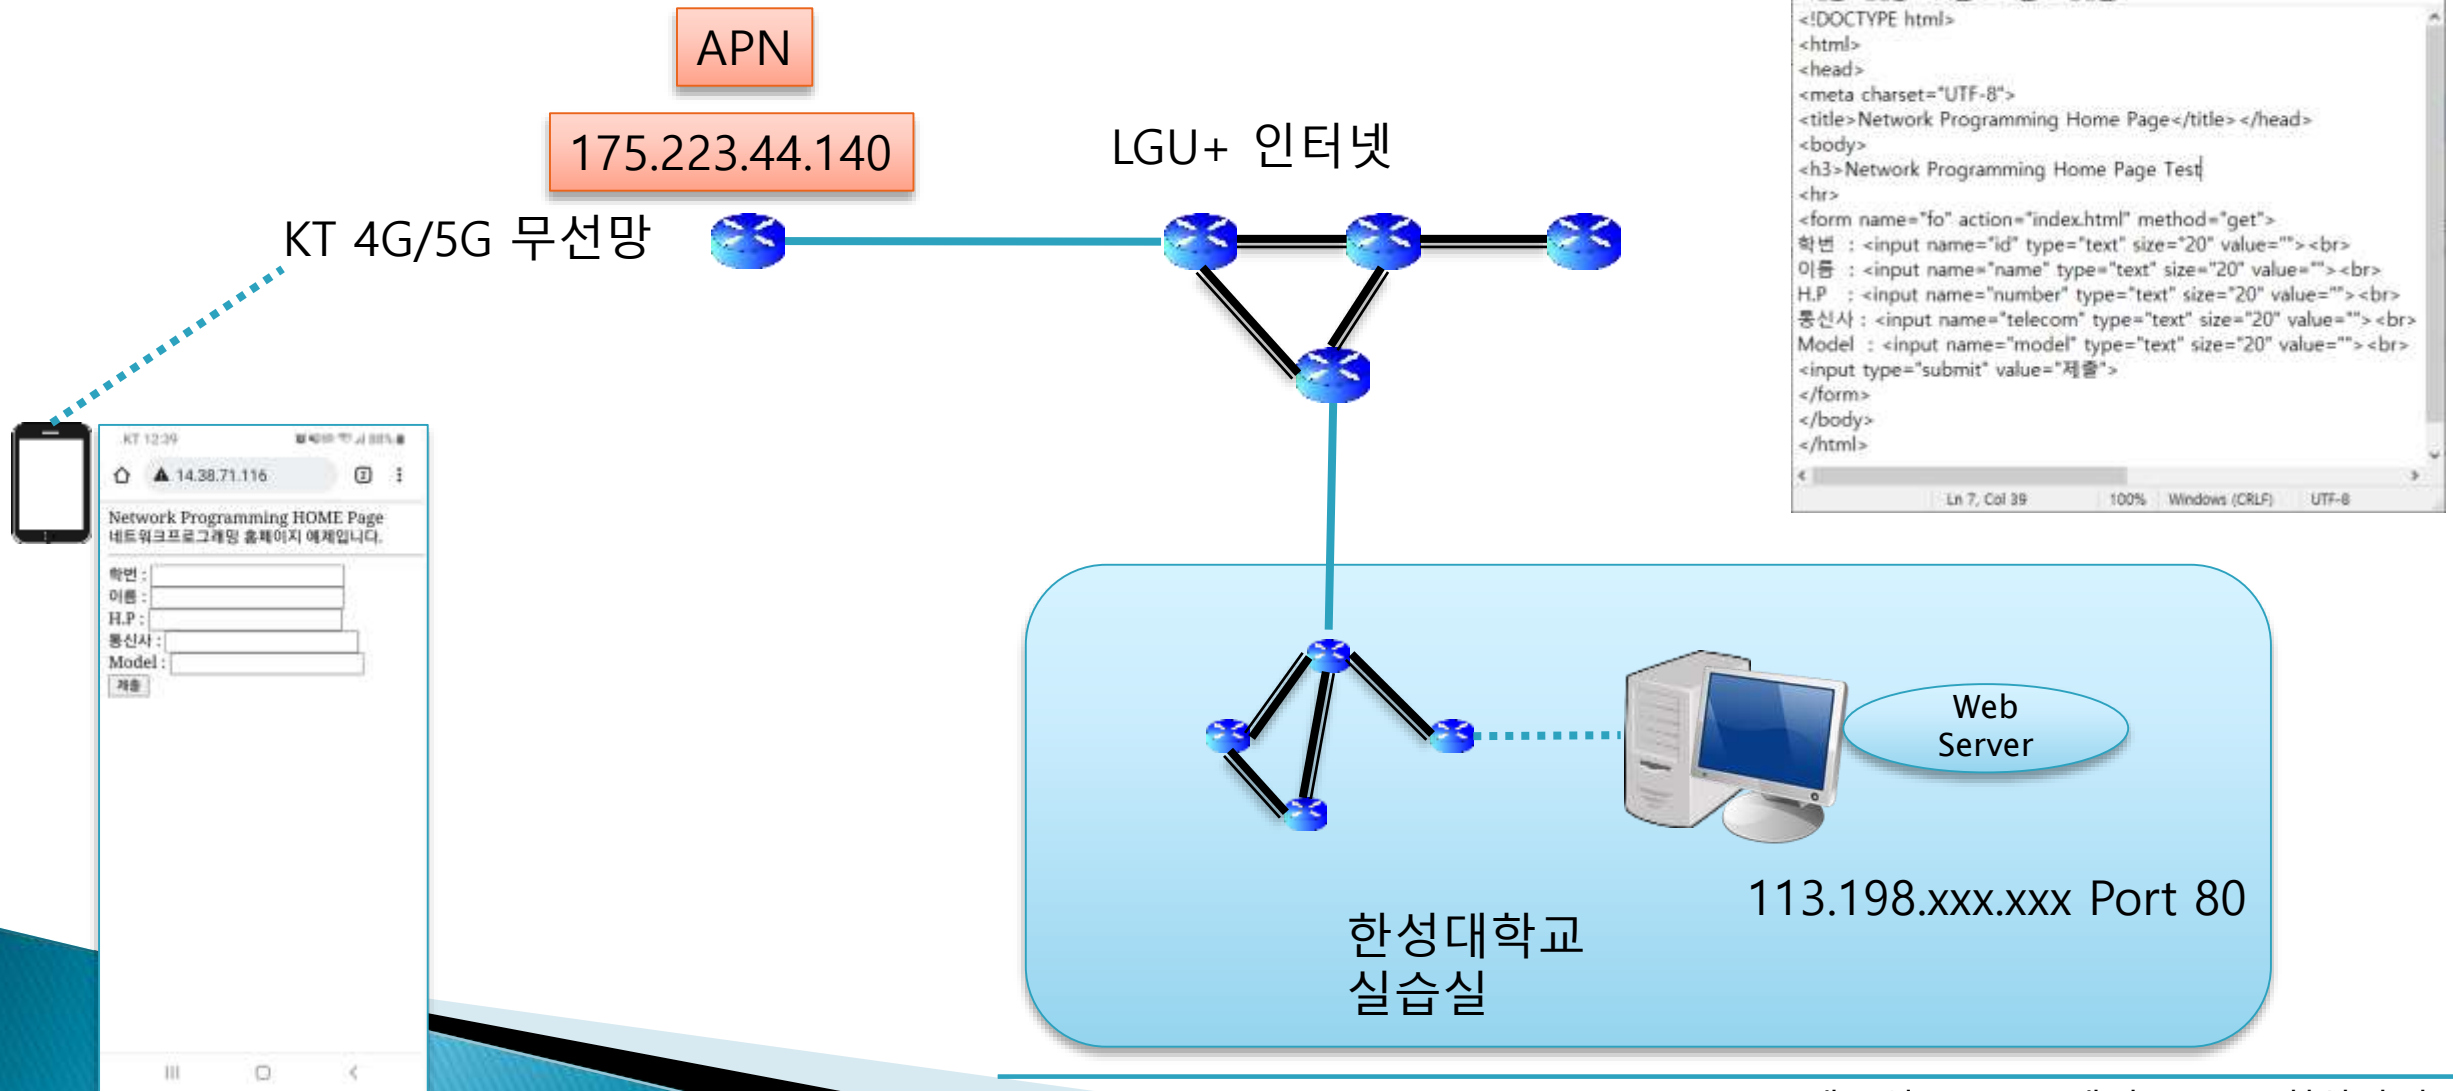 APN
175.223.44.140
KT 4G/5G 무선망
LGU+ 인터넷
<!DOCTYPE html>
<html>
<head>
<meta charset="UTF-8">
<title>Network Programming Home Page</title></head>
<body>
<h3>Network Programming Home Page Test
<hr>
<form name="fo" action="index.html" method="get">
학번 : <input name="id" type="text" size="20" value=""><br>
이름 : <input name="name" type="text" size="20" value=""><br>
H.P : <input name="number" type="text" size="20" value=""><br>
통신사 : <input name="telecom" type="text" size="20" value=""><br>
Model : <input name="model" type="text" size="20" value=""><br>
<input type="submit" value="제출">
</form>
</body>
</html>
Ln 7, Col 39 100% Windows (CRLF) UTF-8
KT 12:39 88%
14.38.71.116
Network Programming HOME Page
네트워크프로그래밍 홈페이지 예제입니다.
학번 :
이름 :
H.P :
통신사 :
Model :
제출
Web
Server
113.198.xxx.xxx Port 80
한성대학교
실습실